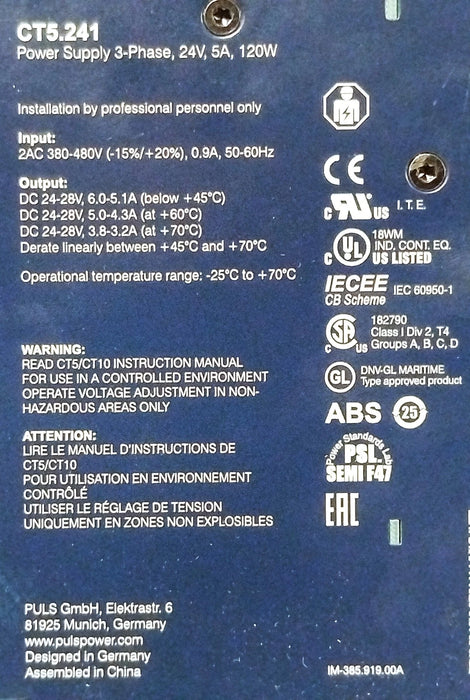 CT5.241
Power Supply 3-Phase, 24V, 5A, 120W
Installation by professional personnel only
Input:
2AC 380-480V (-15%/+20%), 0.9A, 50-60Hz
Output:
DC 24-28V, 6.0-5.1A (below +45°C)
DC 24-28V, 5.0-4.3A (at +60°C)
DC 24-28V, 3.8-3.2A (at +70°C)
Derate linearly between +45°C and +70°C
Operational temperature range: -25°C to +70°C
WARNING:
READ CT5/CT10 INSTRUCTION MANUAL
FOR USE IN A CONTROLLED ENVIRONMENT
OPERATE VOLTAGE ADJUSTMENT IN NON-
HAZARDOUS AREAS ONLY
ATTENTION:
LIRE LE MANUEL D'INSTRUCTIONS DE
CT5/CT10
POUR UTILISATION EN ENVIRONNEMENT
CONTRÔLÉ
UTILISER LE RÉGLAGE DE TENSION
UNIQUEMENT EN ZONES NON EXPLOSIBLES
PULS GmbH, Elektrastr. 6
81925 Munich, Germany
www.pulspower.com
Designed in Germany
Assembled in China
CE
c RU US I.T.E.
c UL 18WM
IND. CONT. EQ.
US LISTED
IECEE IEC 60950-1
CB Scheme
c SA US 182790
Class I Div 2, T4
Groups A, B, C, D
GL DNV-GL MARITIME
Type approved product
ABS 25
Power Standards Lab
PSL
SEMI F47
EAC
IM-385.919.00A